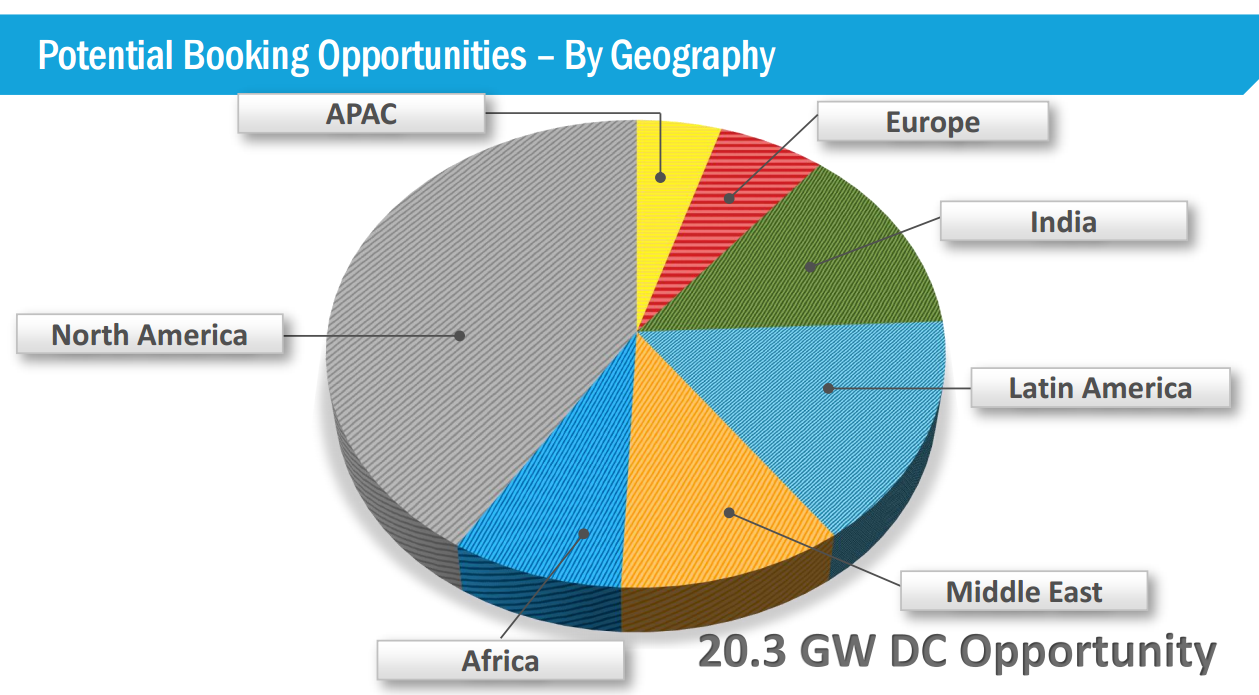 Potential Booking Opportunities – By Geography
APAC
Europe
India
North America
Latin America
Middle East
Africa
20.3 GW DC Opportunity